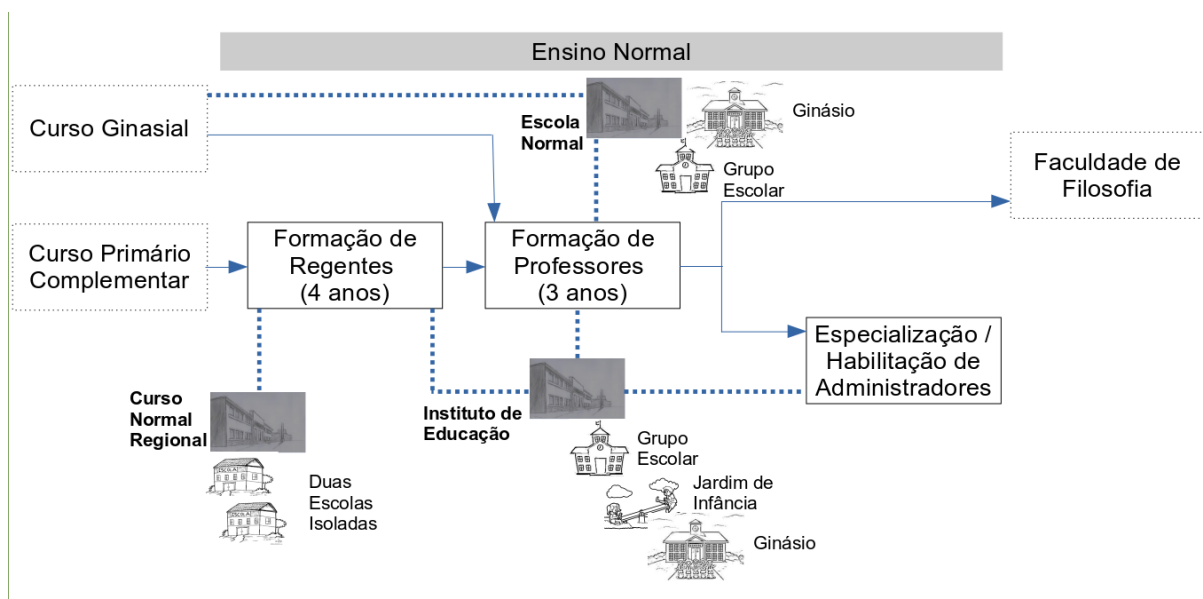 Ensino Normal
Curso Ginasial
Escola
Normal
Ginásio
Grupo
Escolar
Faculdade de
Filosofia
Curso Primário
Complementar
Formação de
Regentes
(4 anos)
Formação de
Professores
(3 anos)
Especialização /
Habilitação de
Administradores
Curso
Normal
Regional
Instituto de
Educação
Grupo
Escolar
Duas
Escolas
Isoladas
Jardim de
Infância
Ginásio